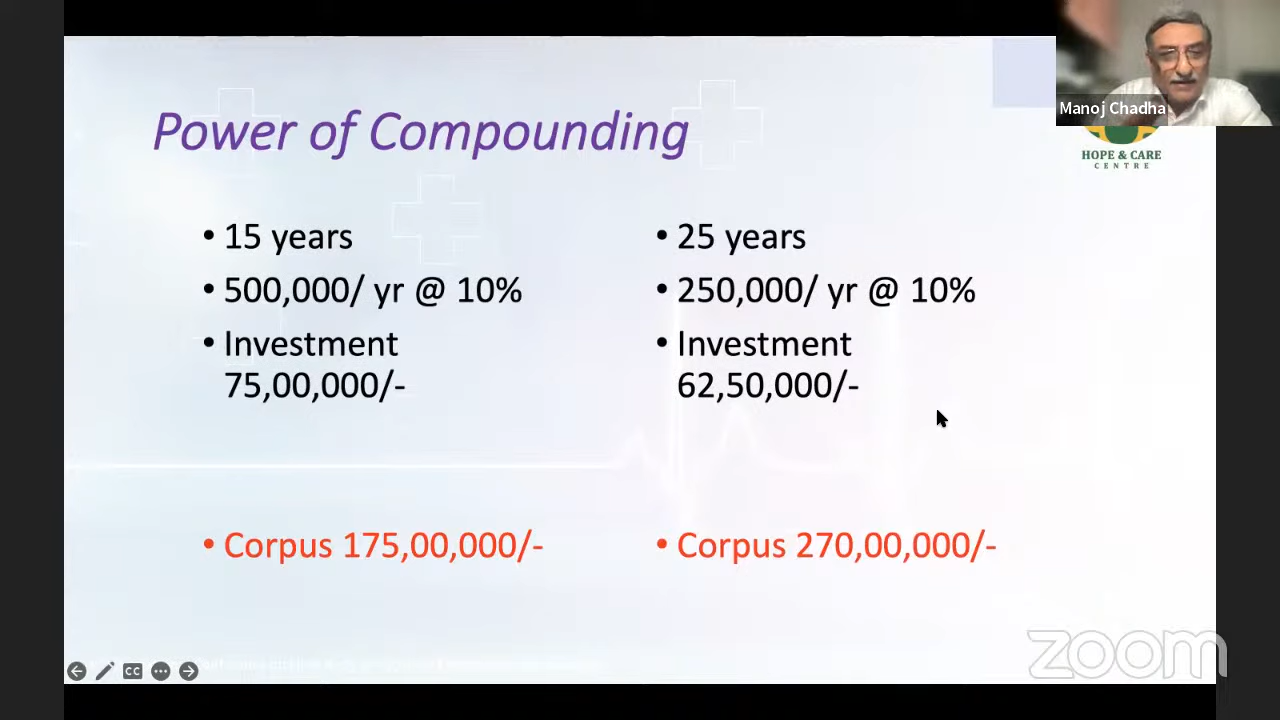 Power of Compounding
Manoj Chadha
HOPE & CARE
CENTRE
• 15 years
• 500,000/ yr @ 10%
• Investment
75,00,000/-
• Corpus 175,00,000/-
• 25 years
• 250,000/ yr @ 10%
• Investment
62,50,000/-
• Corpus 270,00,000/-
CC
zoom